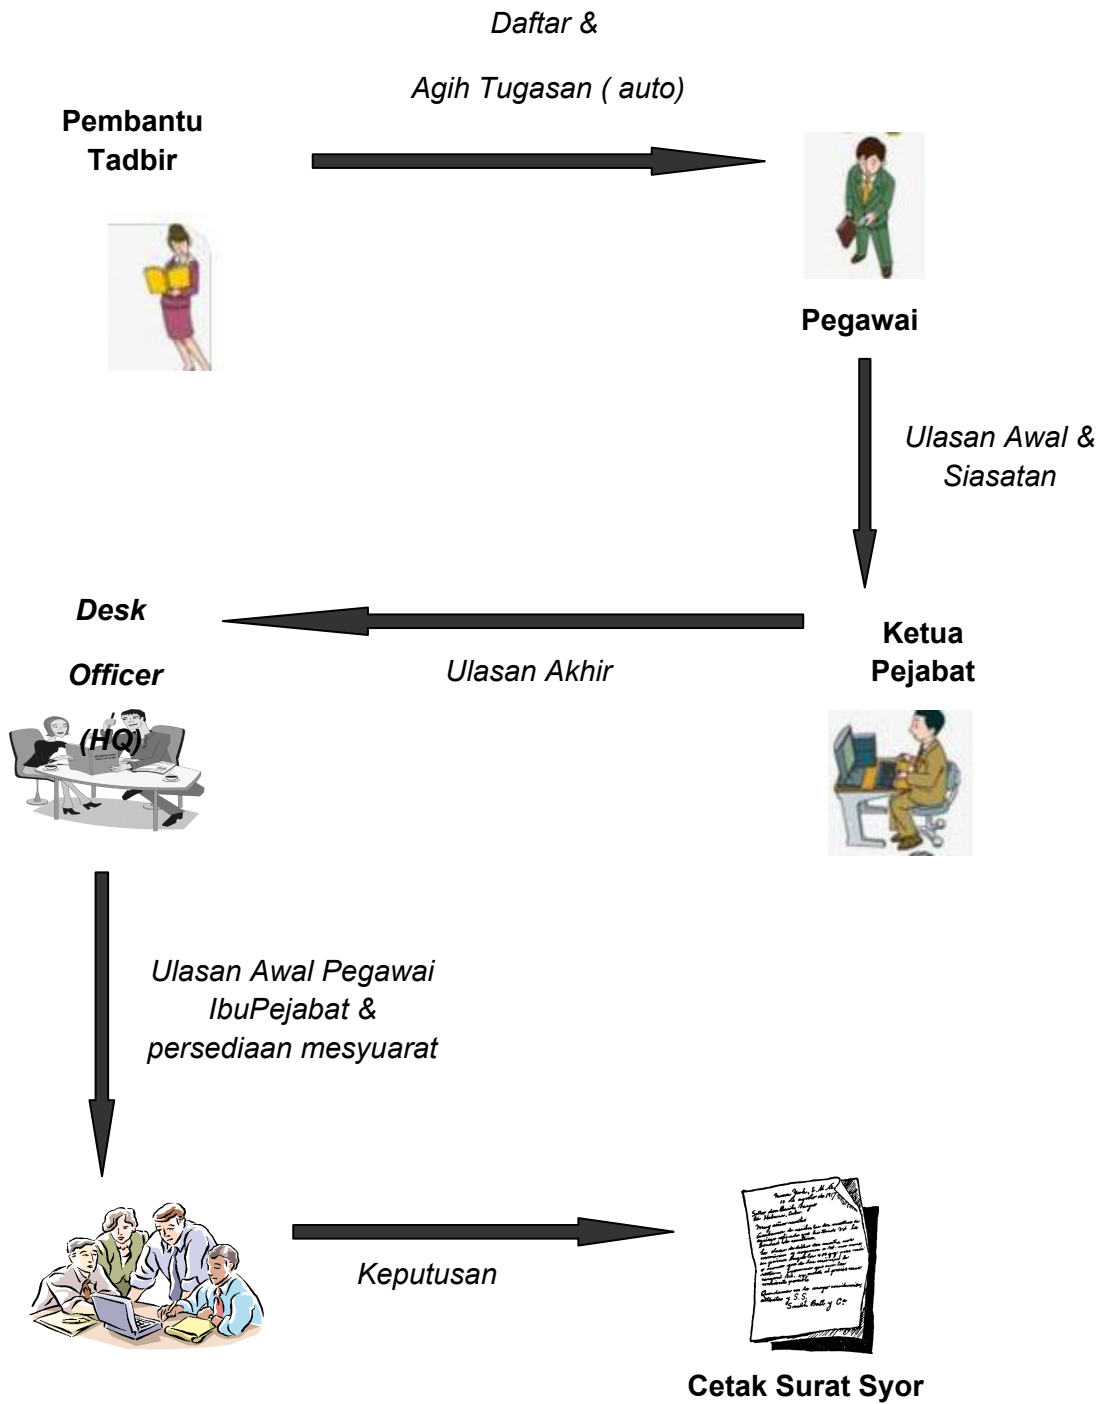 Daftar &
Agih Tugasan ( auto)
Pembantu
Tadbir
Pegawai
Ulasan Awal &
Siasatan
Desk
Officer
(HQ)
Ulasan Akhir
Ketua
Pejabat
Ulasan Awal Pegawai
IbuPejabat &
persediaan mesyuarat
Keputusan
Cetak Surat Syor